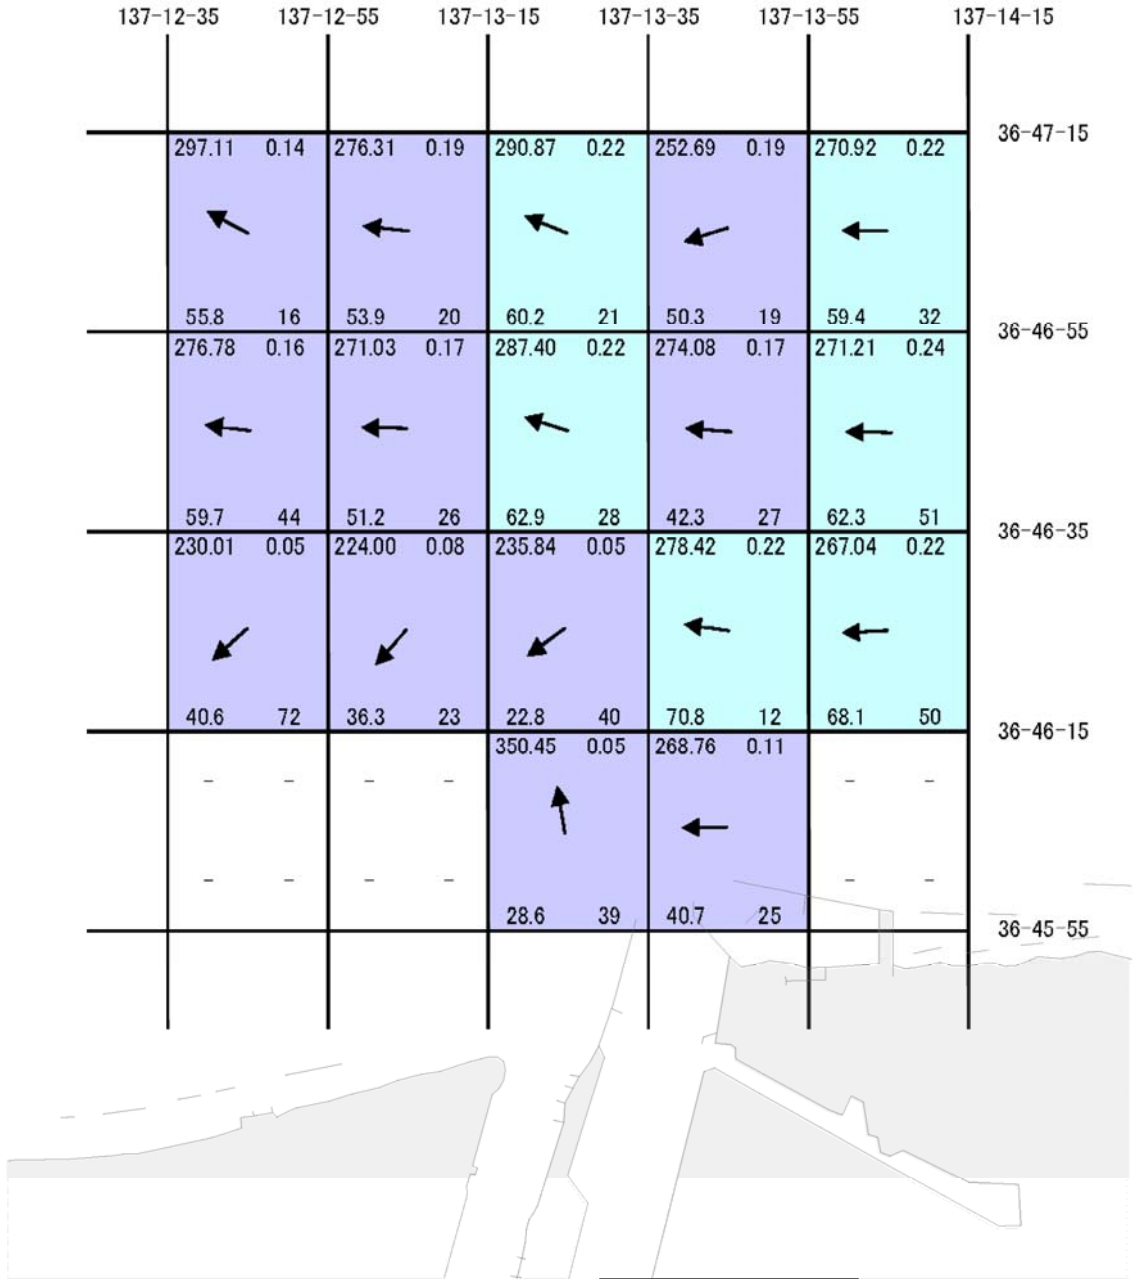 137-12-35 137-12-55 137-13-15 137-13-35 137-13-55 137-14-15
36-47-15
297.11 0.14 276.31 0.19 290.87 0.22 252.69 0.19 270.92 0.22
55.8 16 53.9 20 60.2 21 50.3 19 59.4 32
36-46-55
276.78 0.16 271.03 0.17 287.40 0.22 274.08 0.17 271.21 0.24
59.7 44 51.2 26 62.9 28 42.3 27 62.3 51
36-46-35
230.01 0.05 224.00 0.08 235.84 0.05 278.42 0.22 267.04 0.22
40.6 72 36.3 23 22.8 40 70.8 12 68.1 50
36-46-15
350.45 0.05 268.76 0.11
- - - - - -
- - - - - -
28.6 39 40.7 25
36-45-55